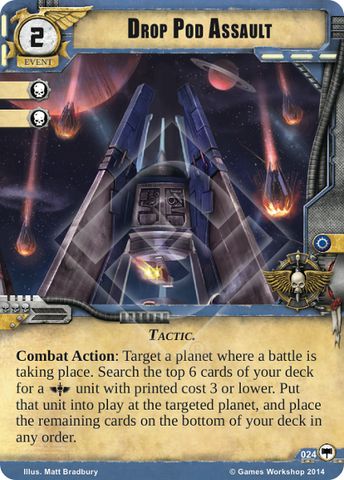 2
EVENT
DROP POD ASSAULT
TACTIC.
Combat Action: Target a planet where a battle is
taking place. Search the top 6 cards of your deck
for a unit with printed cost 3 or lower. Put
that unit into play at the targeted planet, and place
the remaining cards on the bottom of your deck in
any order.
024
Illus. Matt Bradbury
© Games Workshop 2014